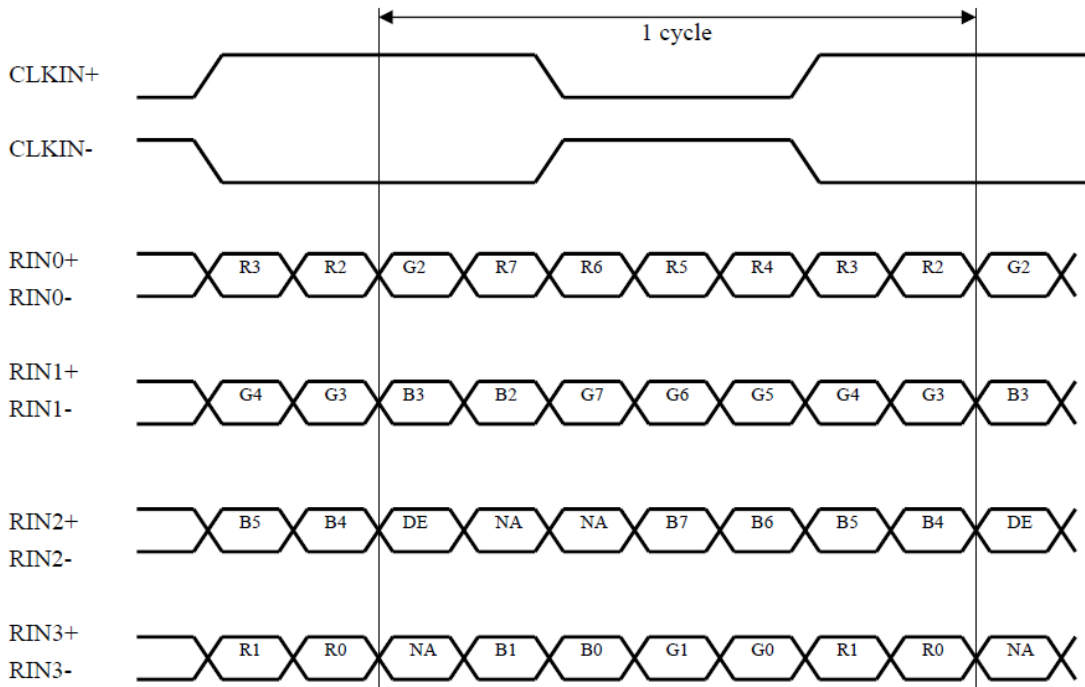 1 cycle
CLKIN+
CLKIN-
RIN0+
R3 R2 G2 R7 R6 R5 R4 R3 R2 G2
RIN0-
RIN1+
G4 G3 B3 B2 G7 G6 G5 G4 G3 B3
RIN1-
RIN2+
B5 B4 DE NA NA B7 B6 B5 B4 DE
RIN2-
RIN3+
R1 R0 NA B1 B0 G1 G0 R1 R0 NA
RIN3-